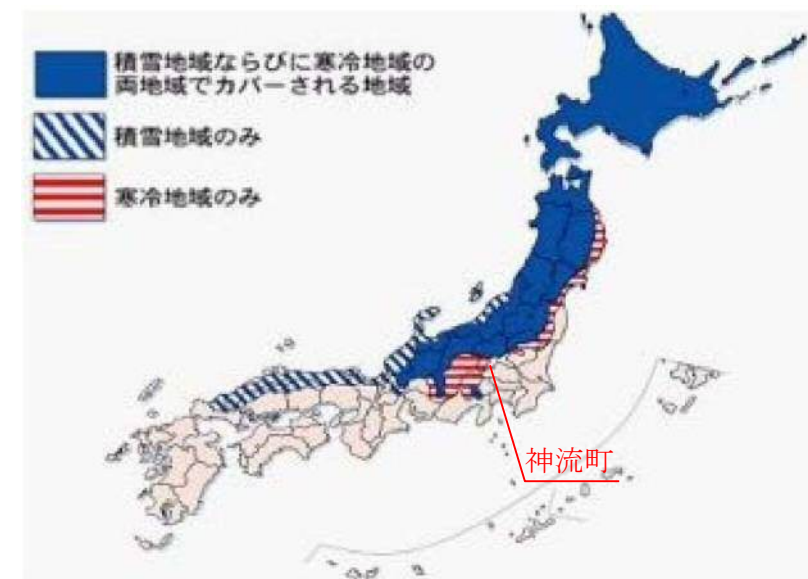 積雪地域ならびに寒冷地域の
両地域でカバーされる地域
積雪地域のみ
寒冷地域のみ
神流町